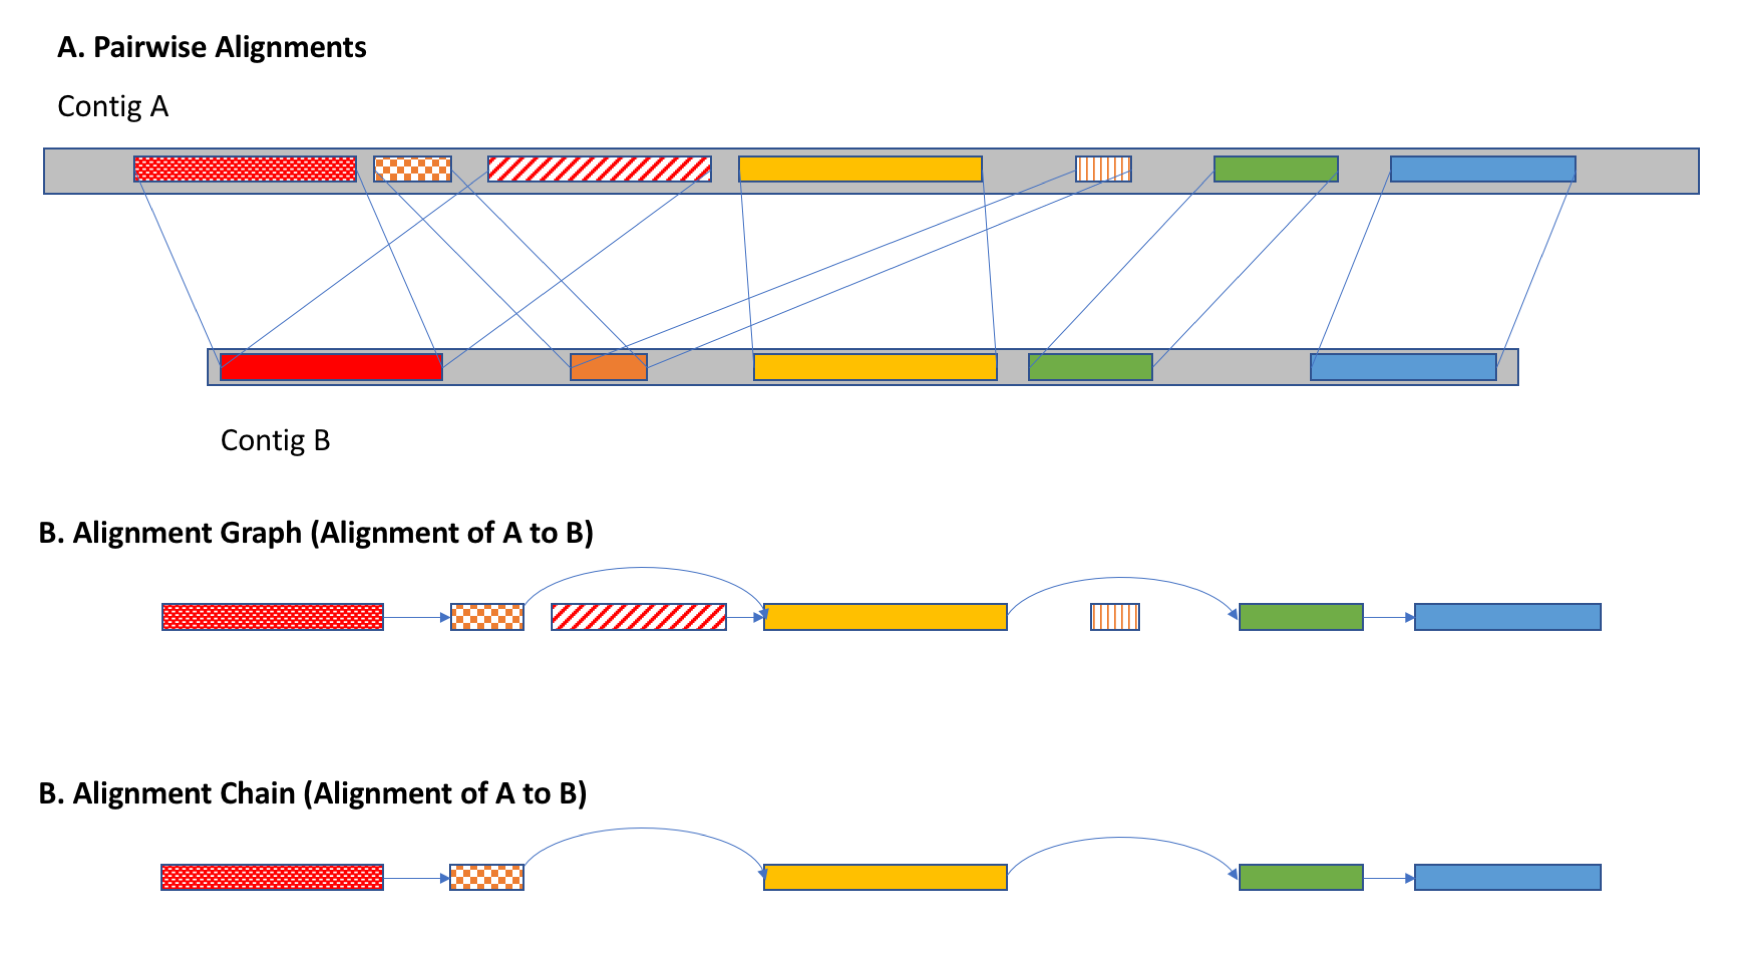 A. Pairwise Alignments
Contig A
Contig B
B. Alignment Graph (Alignment of A to B)
B. Alignment Chain (Alignment of A to B)